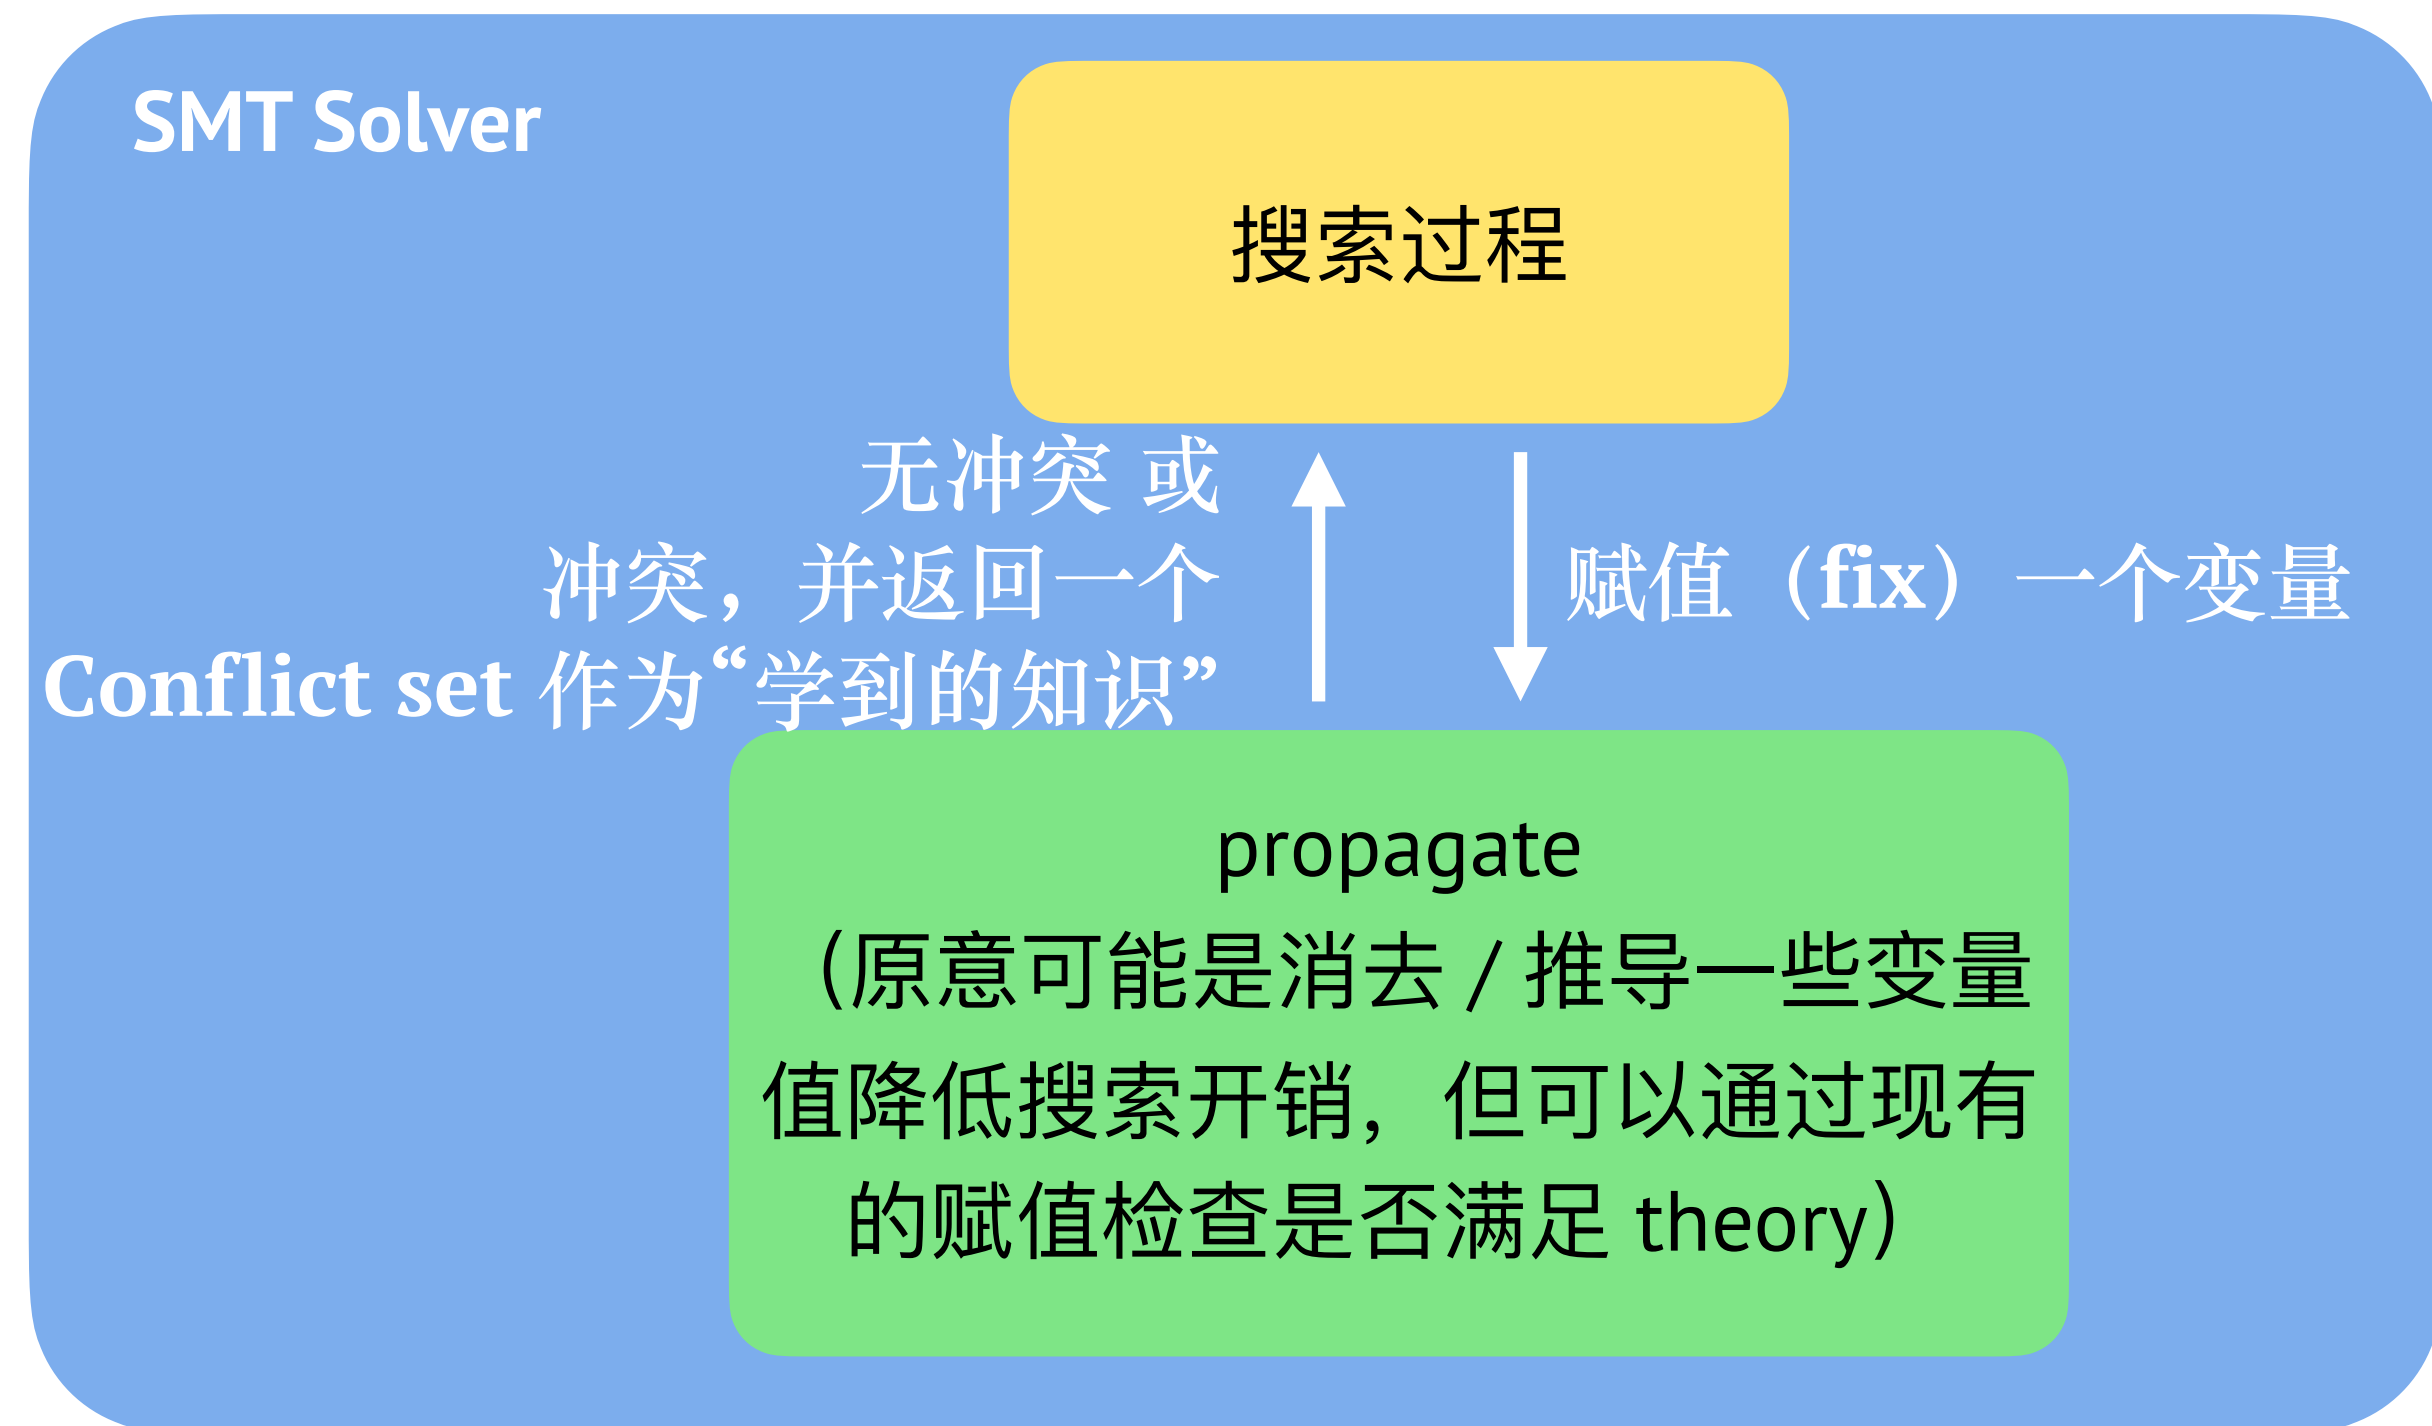 SMT Solver
搜索过程
无冲突 或
冲突，并返回一个
Conflict set 作为“学到的知识”
赋值（fix）一个变量
propagate
（原意可能是消去 / 推导一些变量
值降低搜索开销，但可以通过现有
的赋值检查是否满足 theory）